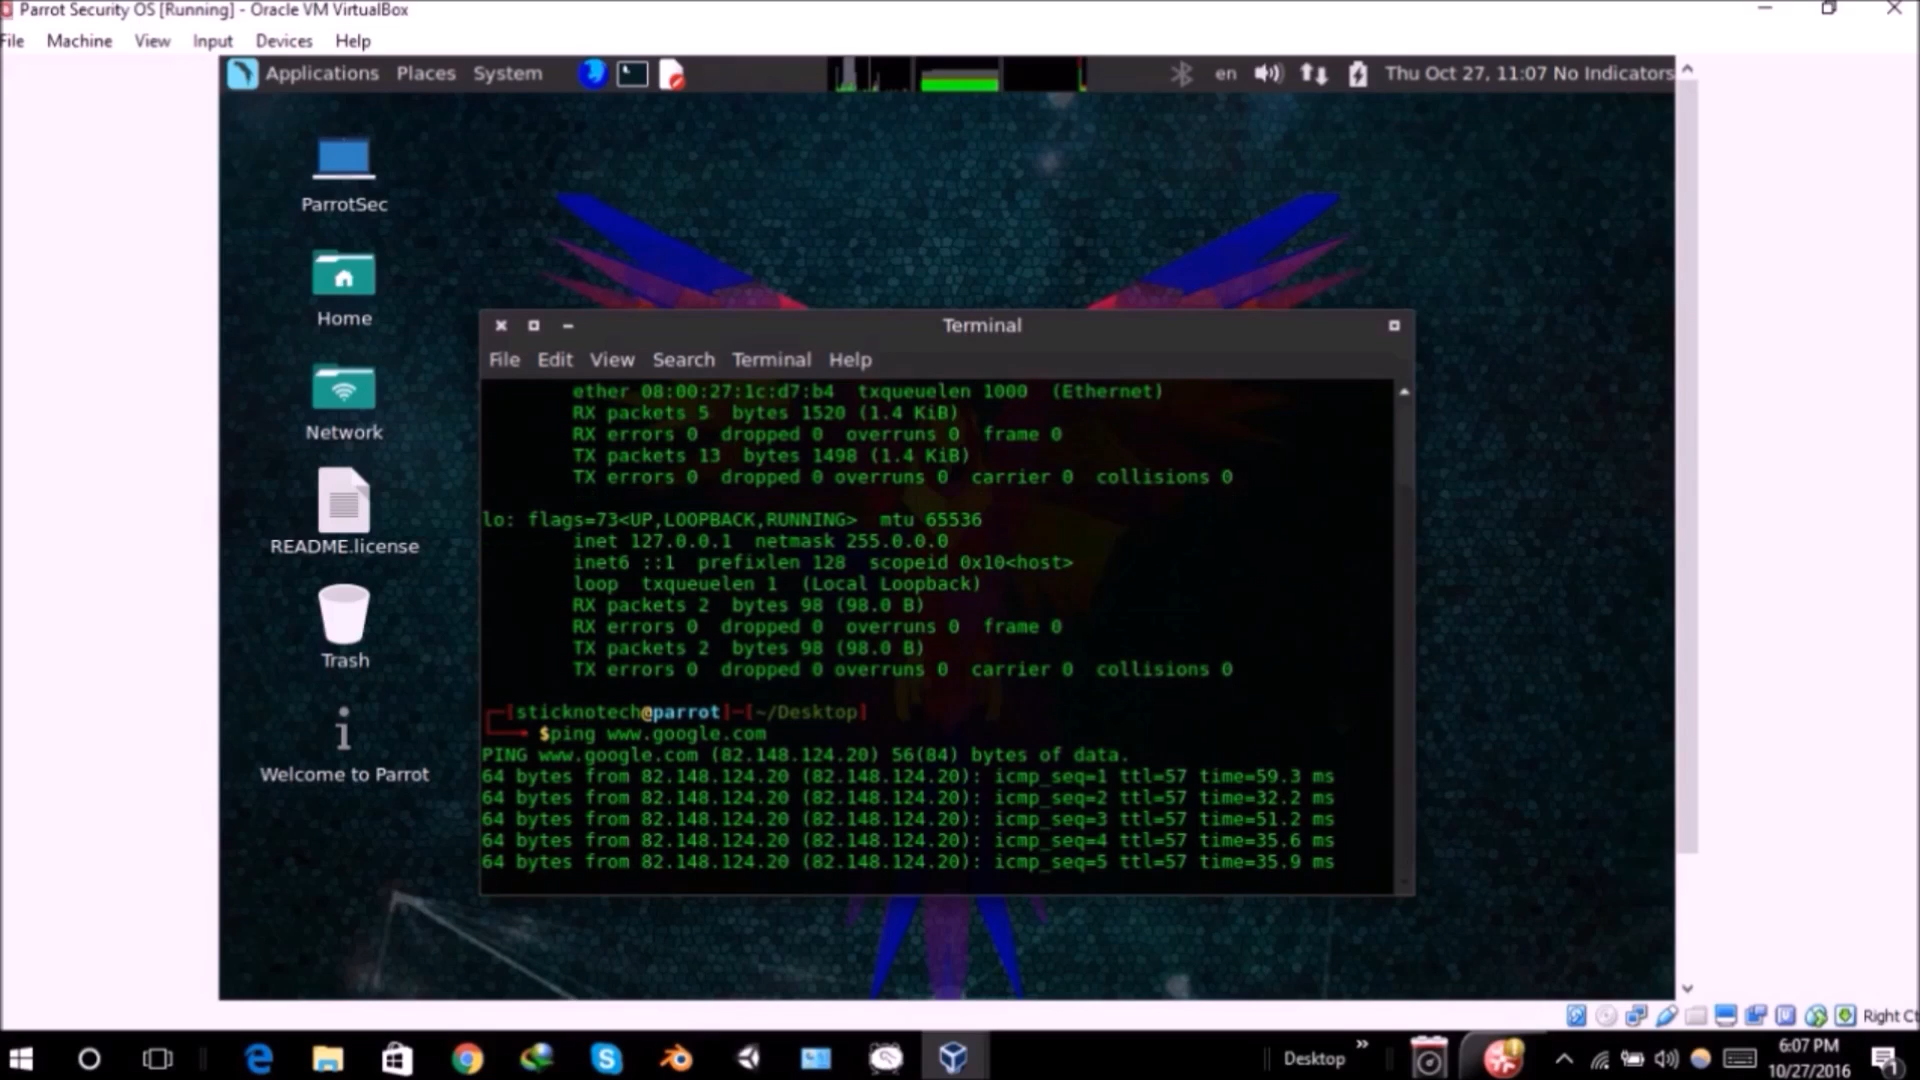 Parrot Security OS [Running] - Oracle VM VirtualBox
File Machine View Input Devices Help
Applications Places System
en
Thu Oct 27, 11:07 No Indicators
ParrotSec
Home
Network
README.license
Trash
Welcome to Parrot
Terminal
File Edit View Search Terminal Help
ether 08:00:27:1c:d7:b4 txqueuelen 1000 (Ethernet)
RX packets 5 bytes 1520 (1.4 KiB)
RX errors 0 dropped 0 overruns 0 frame 0
TX packets 13 bytes 1498 (1.4 KiB)
TX errors 0 dropped 0 overruns 0 carrier 0 collisions 0
lo: flags=73<UP,LOOPBACK,RUNNING> mtu 65536
inet 127.0.0.1 netmask 255.0.0.0
inet6 ::1 prefixlen 128 scopeid 0x10<host>
loop txqueuelen 1 (Local Loopback)
RX packets 2 bytes 98 (98.0 B)
RX errors 0 dropped 0 overruns 0 frame 0
TX packets 2 bytes 98 (98.0 B)
TX errors 0 dropped 0 overruns 0 carrier 0 collisions 0
[sticknotech@parrot]-[~/Desktop]
$ping www.google.com
PING www.google.com (82.148.124.20) 56(84) bytes of data.
64 bytes from 82.148.124.20 (82.148.124.20): icmp_seq=1 ttl=57 time=59.3 ms
64 bytes from 82.148.124.20 (82.148.124.20): icmp_seq=2 ttl=57 time=32.2 ms
64 bytes from 82.148.124.20 (82.148.124.20): icmp_seq=3 ttl=57 time=51.2 ms
64 bytes from 82.148.124.20 (82.148.124.20): icmp_seq=4 ttl=57 time=35.6 ms
64 bytes from 82.148.124.20 (82.148.124.20): icmp_seq=5 ttl=57 time=35.9 ms
Right Ct
Desktop
6:07 PM
10/27/2016
1